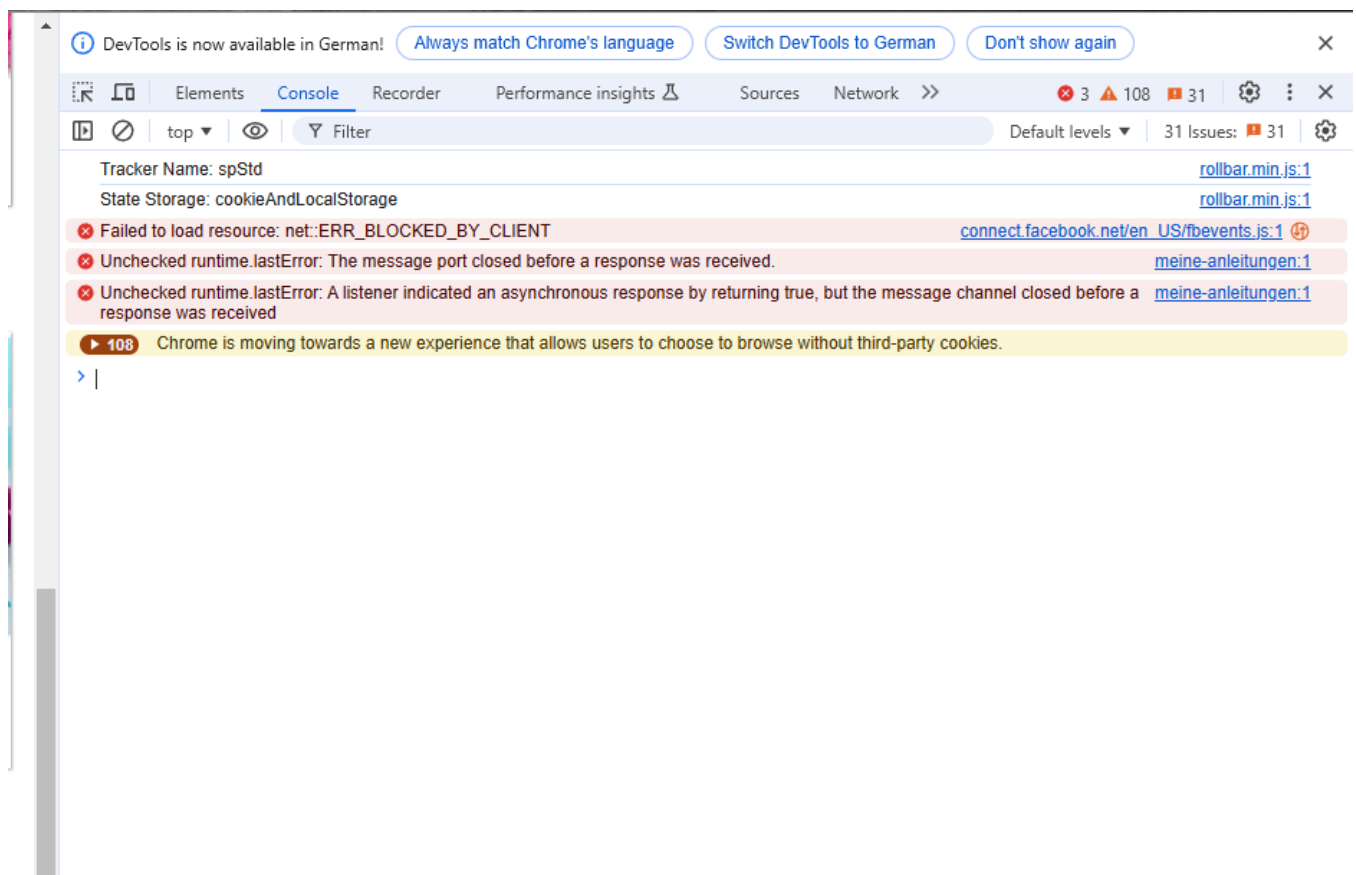 DevTools is now available in German! Always match Chrome's language Switch DevTools to German Don't show again
Elements Console Recorder Performance insights Sources Network 3 108 31
top Filter Default levels 31 Issues: 31
Tracker Name: spStd rollbar.min.js:1
State Storage: cookieAndLocalStorage rollbar.min.js:1
Failed to load resource: net::ERR_BLOCKED_BY_CLIENT connect.facebook.net/en_US/fbevents.js:1
Unchecked runtime.lastError: The message port closed before a response was received. meine-anleitungen:1
Unchecked runtime.lastError: A listener indicated an asynchronous response by returning true, but the message channel closed before a meine-anleitungen:1
response was received
108 Chrome is moving towards a new experience that allows users to choose to browse without third-party cookies.